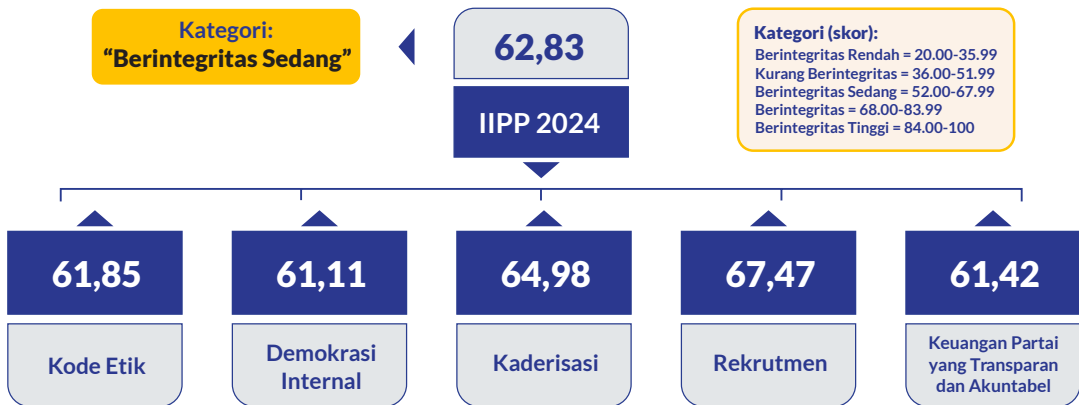 Kategori:
“Berintegritas Sedang”
62,83
IIPP 2024
Kategori (skor):
Berintegritas Rendah = 20.00-35.99
Kurang Berintegritas = 36.00-51.99
Berintegritas Sedang = 52.00-67.99
Berintegritas = 68.00-83.99
Berintegritas Tinggi = 84.00-100
61,85
Kode Etik
61,11
Demokrasi
Internal
64,98
Kaderisasi
67,47
Rekrutmen
61,42
Keuangan Partai
yang Transparan
dan Akuntabel